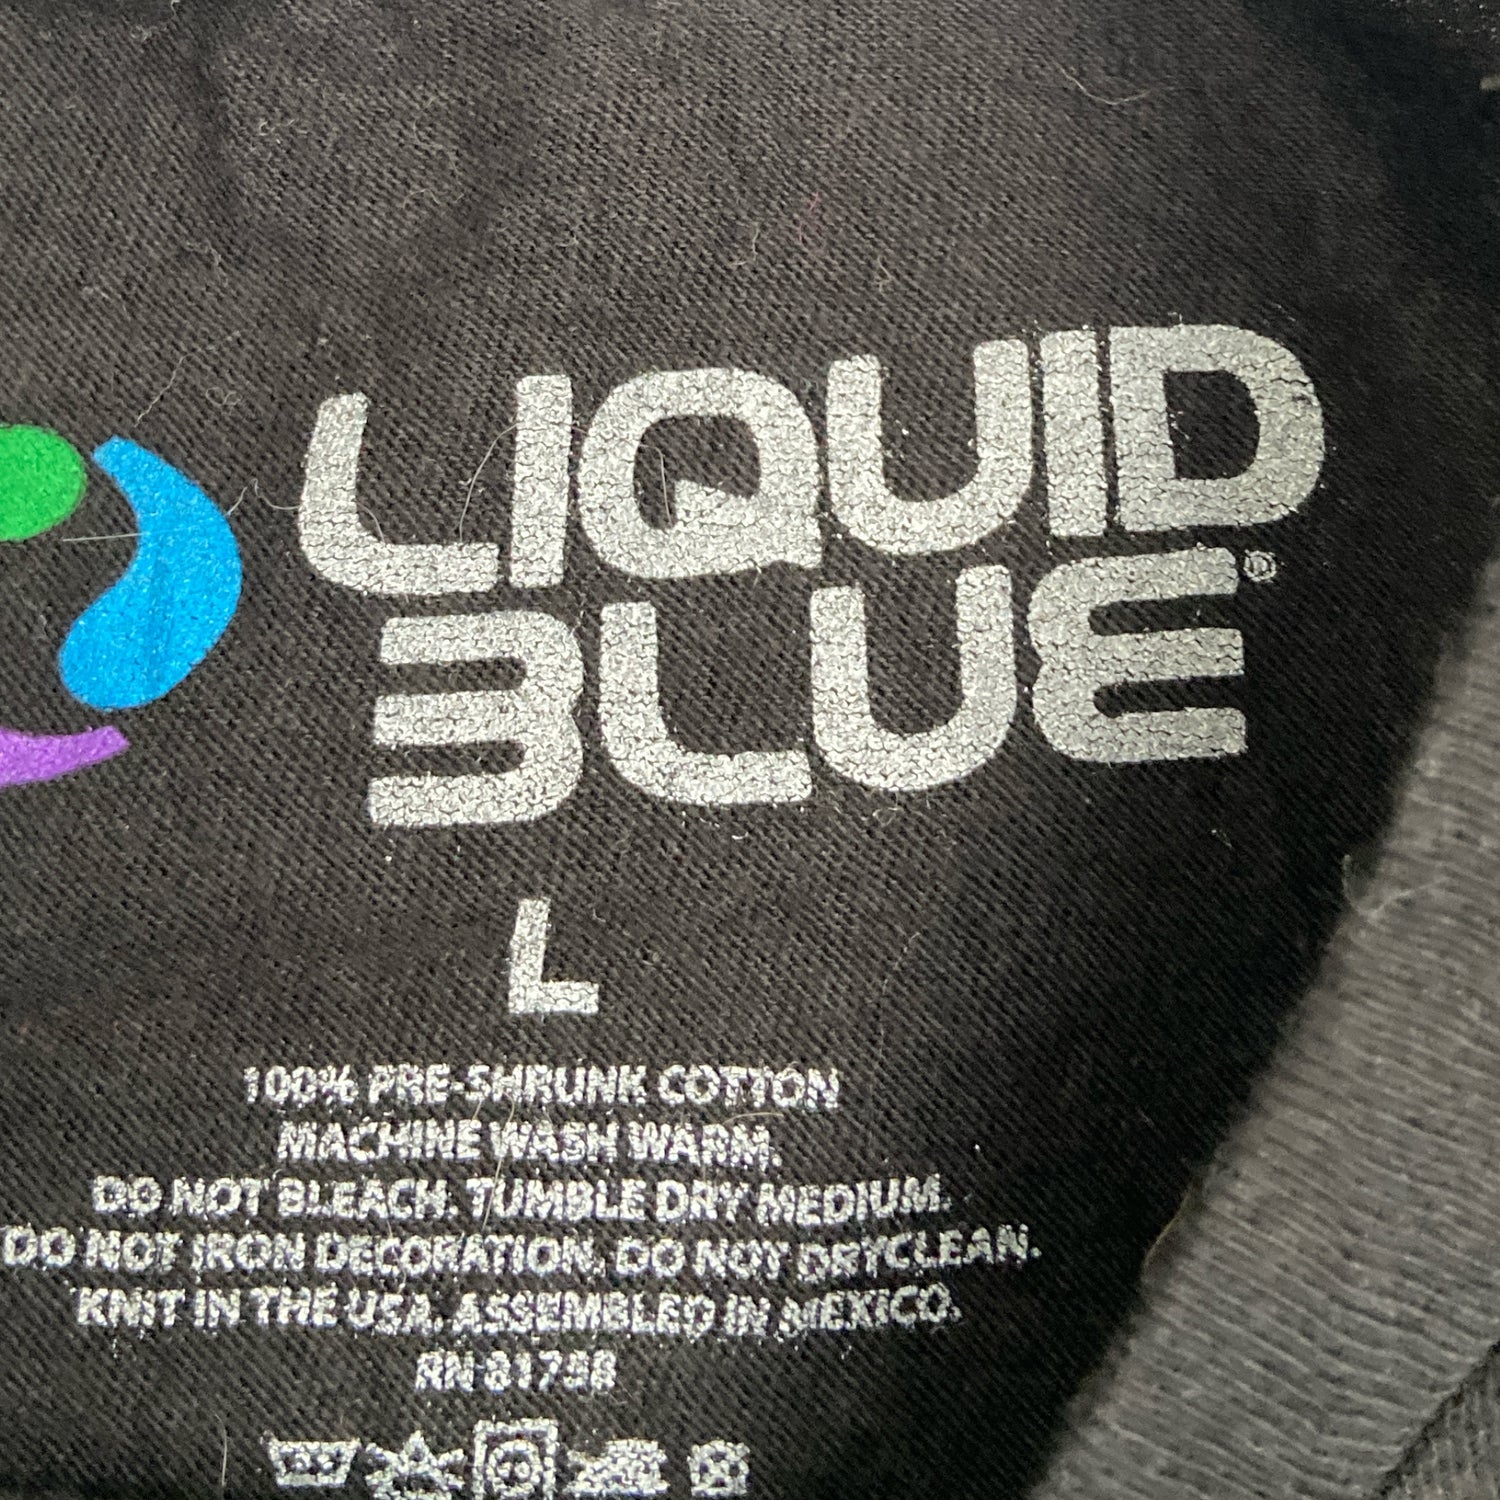 LIQUID
BLUE®
L
100% PRE-SHRUNK COTTON
MACHINE WASH WARM.
DO NOT BLEACH. TUMBLE DRY MEDIUM.
DO NOT IRON DECORATION. DO NOT DRYCLEAN.
KNIT IN THE USA. ASSEMBLED IN MEXICO.
RN 81758